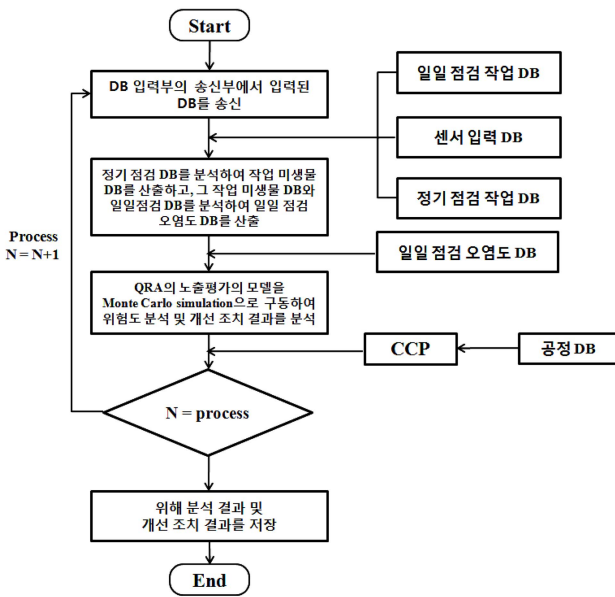 Start
DB 입력부의 송신부에서 입력된
DB를 송신
일일 점검 작업 DB
센서 입력 DB
정기 점검 작업 DB
정기 점검 DB를 분석하여 작업 미생물
DB를 산출하고, 그 작업 미생물 DB와
일일점검 DB를 분석하여 일일 점검
오염도 DB를 산출
Process
N = N+1
일일 점검 오염도 DB
QRA의 노출평가의 모델을
Monte Carlo simulation으로 구동하여
위험도 분석 및 개선 조치 결과를 분석
CCP
공정 DB
N = process
위해 분석 결과 및
개선 조치 결과를 저장
End